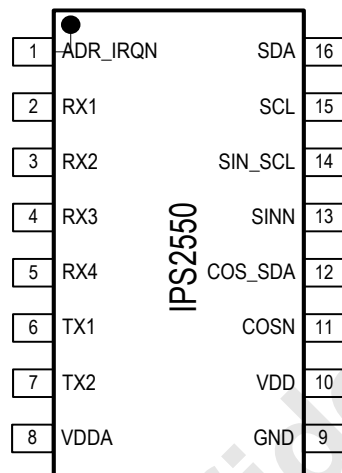 1 ADR_IRQN SDA 16
2 RX1 SCL 15
3 RX2 SIN_SCL 14
4 RX3 SINN 13
5 RX4 COS_SDA 12
6 TX1 COSN 11
7 TX2 VDD 10
8 VDDA GND 9
IPS2550